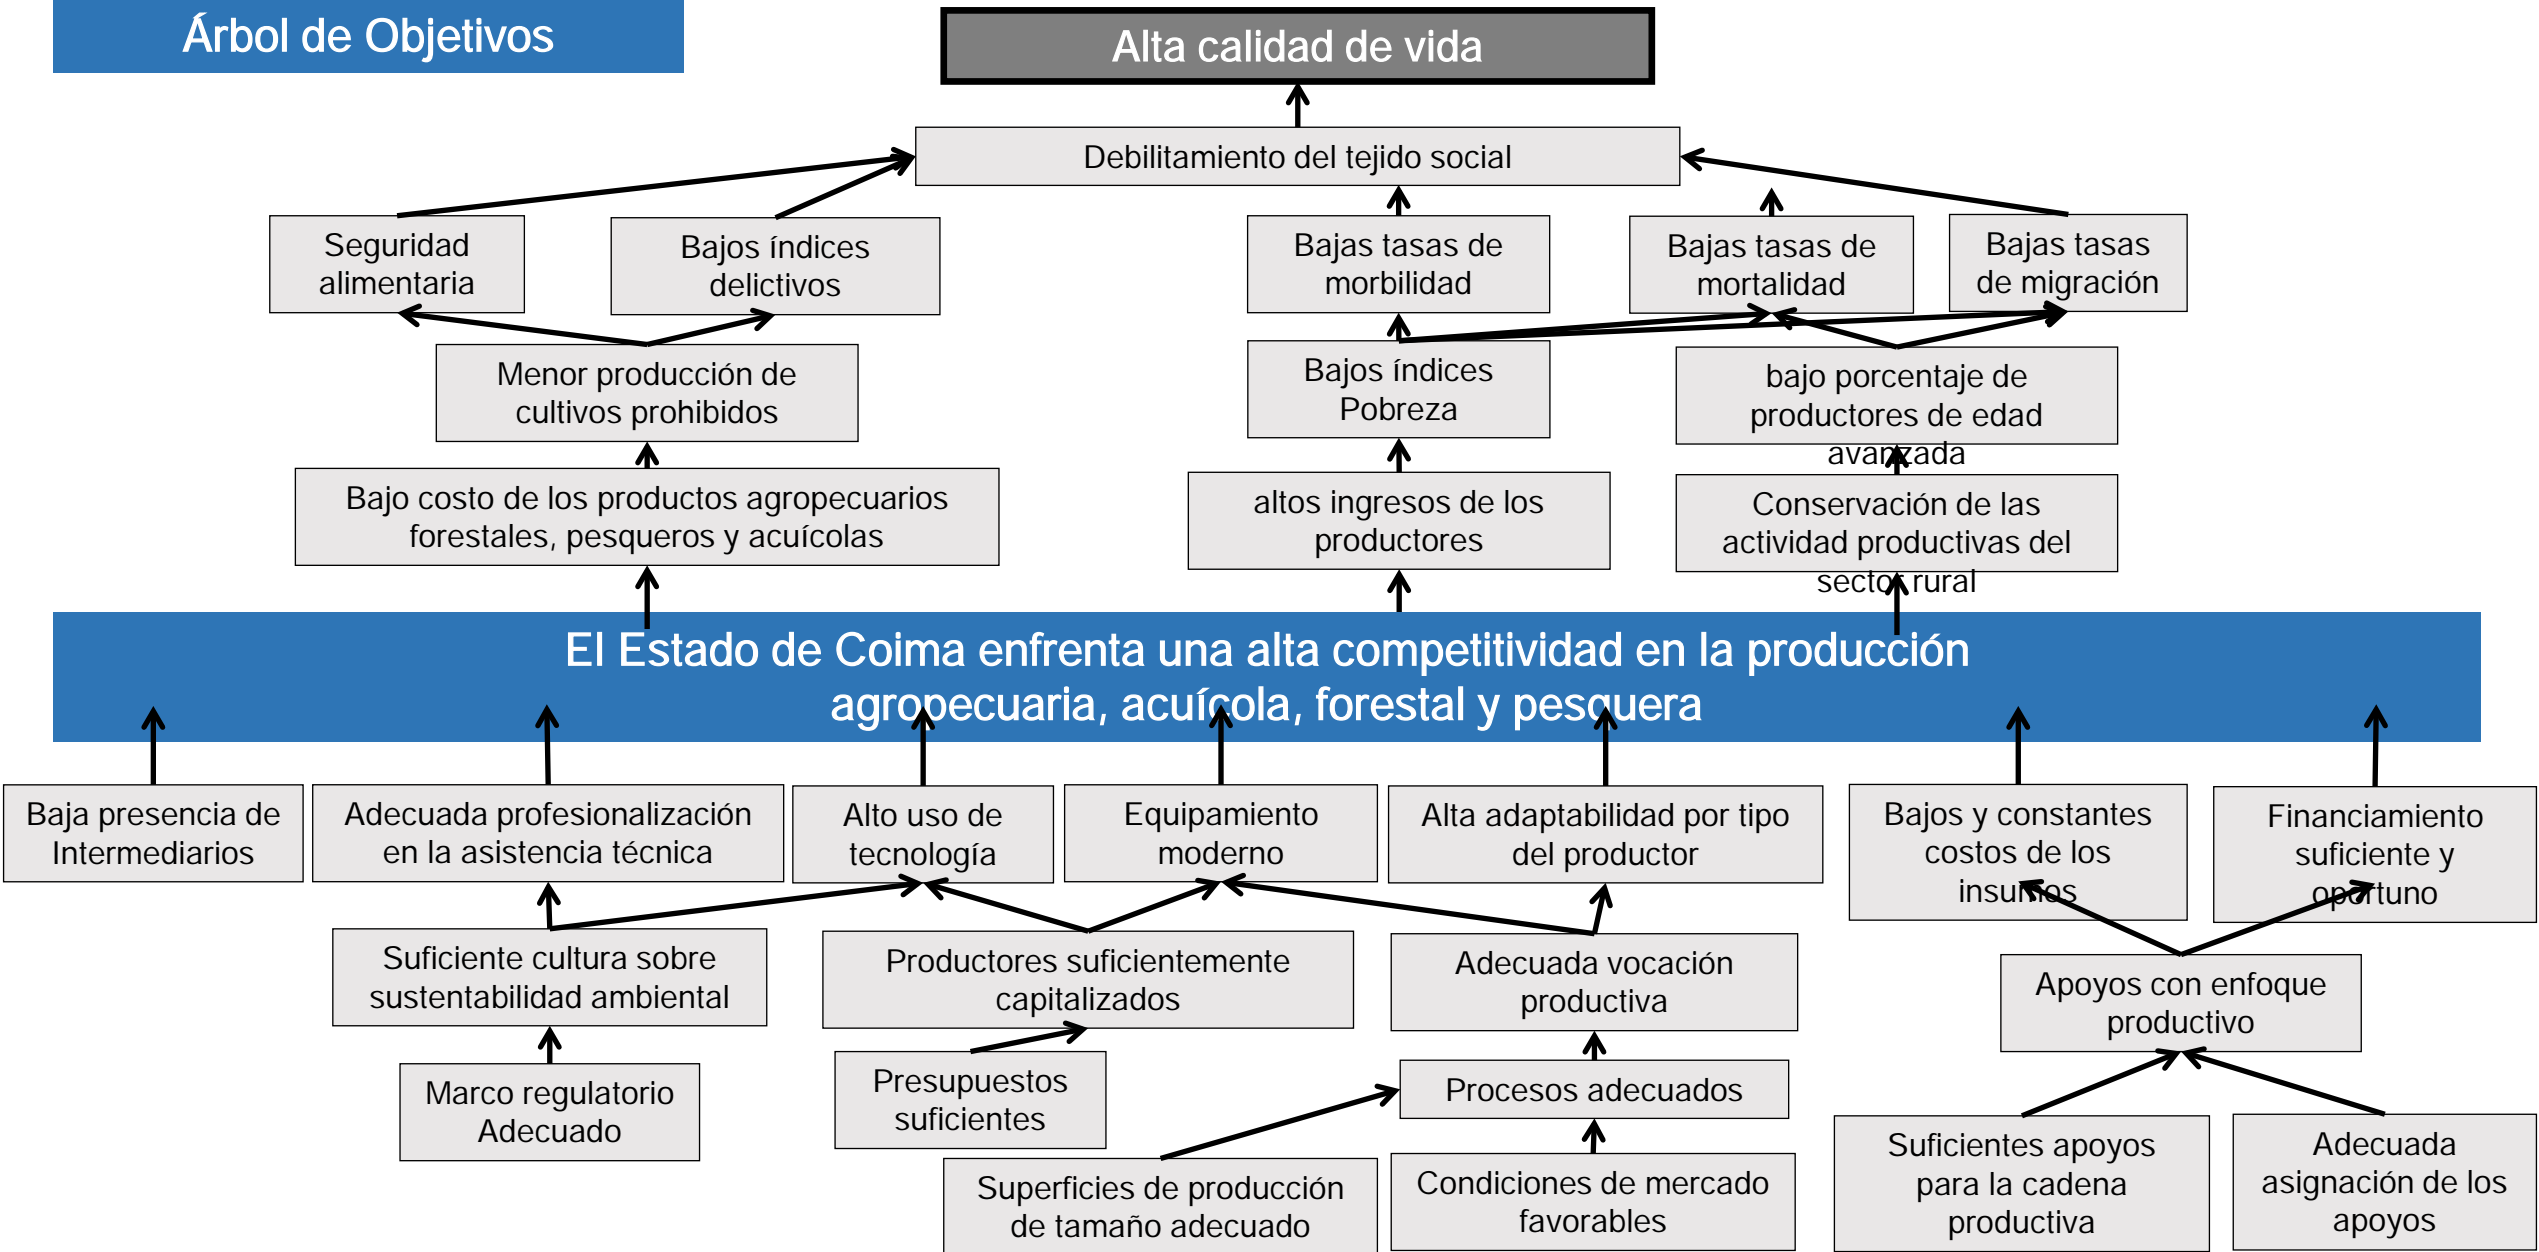 Árbol de Objetivos
Alta calidad de vida
Debilitamiento del tejido social
Seguridad
alimentaria
Bajos índices
delictivos
Bajas tasas de
morbilidad
Bajas tasas de
mortalidad
Bajas tasas
de migración
Menor producción de
cultivos prohibidos
Bajos índices
Pobreza
bajo porcentaje de
productores de edad
avanzada
Bajo costo de los productos agropecuarios
forestales, pesqueros y acuícolas
altos ingresos de los
productores
Conservación de las
actividad productivas del
sector rural
El Estado de Coima enfrenta una alta competitividad en la producción
agropecuaria, acuícola, forestal y pesquera
Baja presencia de
Intermediarios
Adecuada profesionalización
en la asistencia técnica
Alto uso de
tecnología
Equipamiento
moderno
Alta adaptabilidad por tipo
del productor
Bajos y constantes
costos de los
insumos
Financiamiento
suficiente y
oportuno
Suficiente cultura sobre
sustentabilidad ambiental
Productores suficientemente
capitalizados
Adecuada vocación
productiva
Apoyos con enfoque
productivo
Marco regulatorio
Adecuado
Presupuestos
suficientes
Procesos adecuados
Superficies de producción
de tamaño adecuado
Condiciones de mercado
favorables
Suficientes apoyos
para la cadena
productiva
Adecuada
asignación de los
apoyos